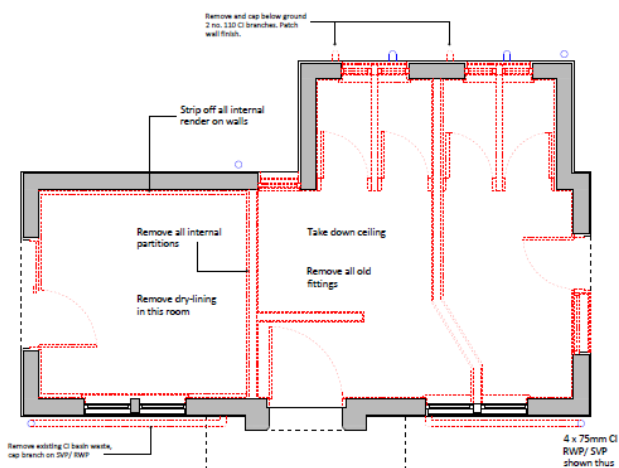 Remove and cap below ground
2 no. 110 CI branches. Patch
wall finish.
Strip off all internal
render on walls
Remove all internal
partitions
Take down ceiling
Remove all old
fittings
Remove dry-lining
in this room
Remove existing CI basin waste,
cap branch on SVP/ RWP
4 x 75mm CI
RWP/ SVP
shown thus